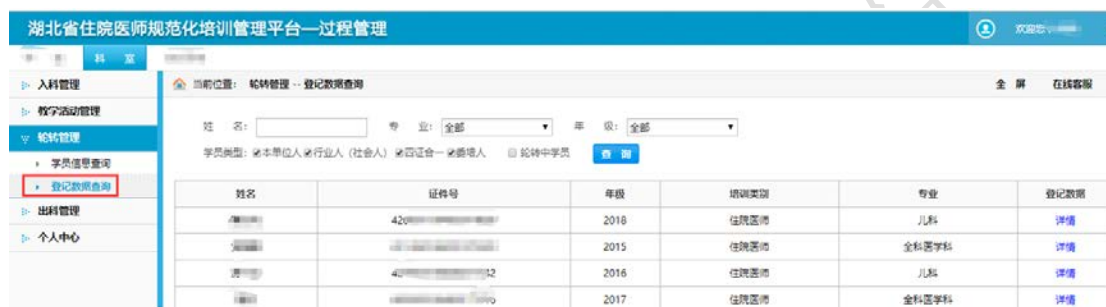 湖北省住院医师规范化培训管理平台—过程管理
欢迎您:
科 室
入科管理
当前位置： 轮转管理 -- 登记数据查询
全 屏 在线客服
教学活动管理
姓 名: 专 业: 全部 年 级: 全部
轮转管理
学员类型: 本单位人 行业人（社会人） 四证合一 委培人 轮转中学员 查 询
学员信息查询
登记数据查询
姓名 证件号 年级 培训类别 专业 登记数据
出科管理
42 2018 住院医师 儿科 详情
个人中心
2015 住院医师 全科医学科 详情
2016 住院医师 儿科 详情
2017 住院医师 全科医学科 详情